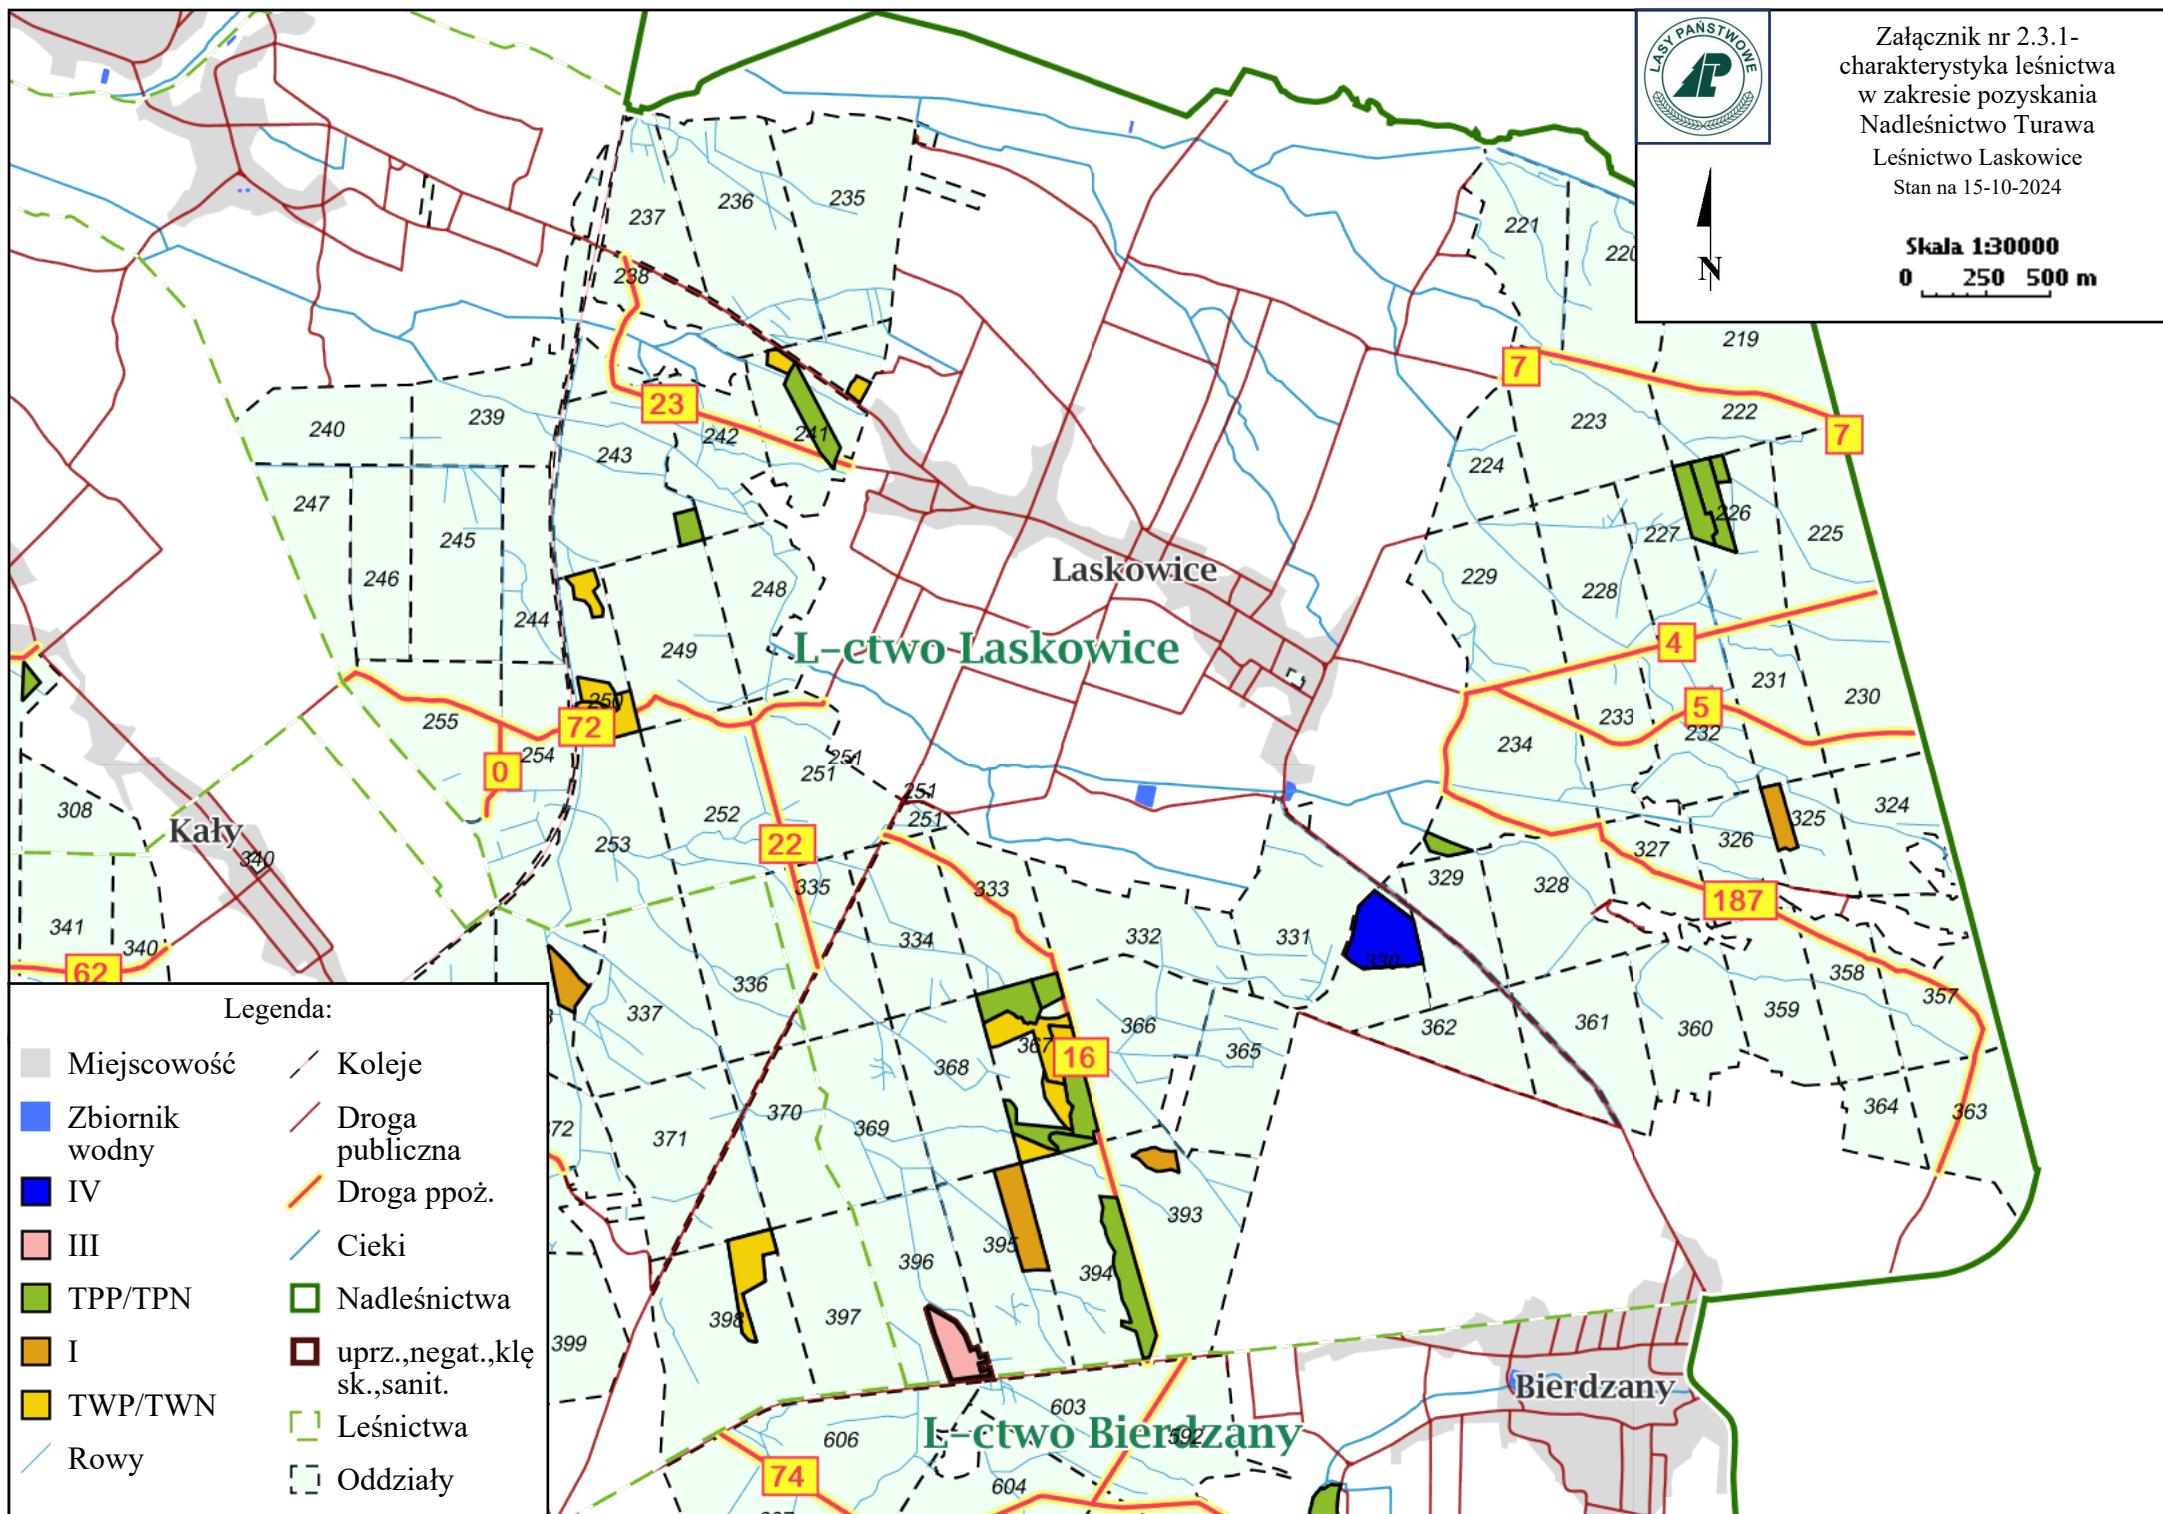 LASY PAŃSTWOWE
Załącznik nr 2.3.1-
charakterystyka leśnictwa
w zakresie pozyskania
Nadleśnictwo Turawa
Leśnictwo Laskowice
Stan na 15-10-2024
N
Skala 1:30000
0 250 500 m
237
236
235
221
220
238
219
7
222
7
223
23
242
241
240
239
243
224
247
245
226
227
225
246
244
248
229
228
Laskowice
249
L-ctwo Laskowice
4
250
72
231
230
5
233
232
234
255
254
0
251
251
251
251
308
252
22
253
Kały
340
324
325
326
327
335
333
329
328
187
341
340
62
334
332
331
330
336
337
358
357
359
360
361
362
366
365
367
16
368
364
363
370
369
371
72
393
395
396
394
398
397
399
Bierdzany
603
L-ctwo Bierdzany
592
606
74
604
Legenda:
Miejscowość
Zbiornik
wodny
IV
III
TPP/TPN
I
TWP/TWN
Rowy
Koleje
Droga
publiczna
Droga ppoż.
Cieki
Nadleśnictwa
uprz.,negat.,klę
sk.,sanit.
Leśnictwa
Oddziały